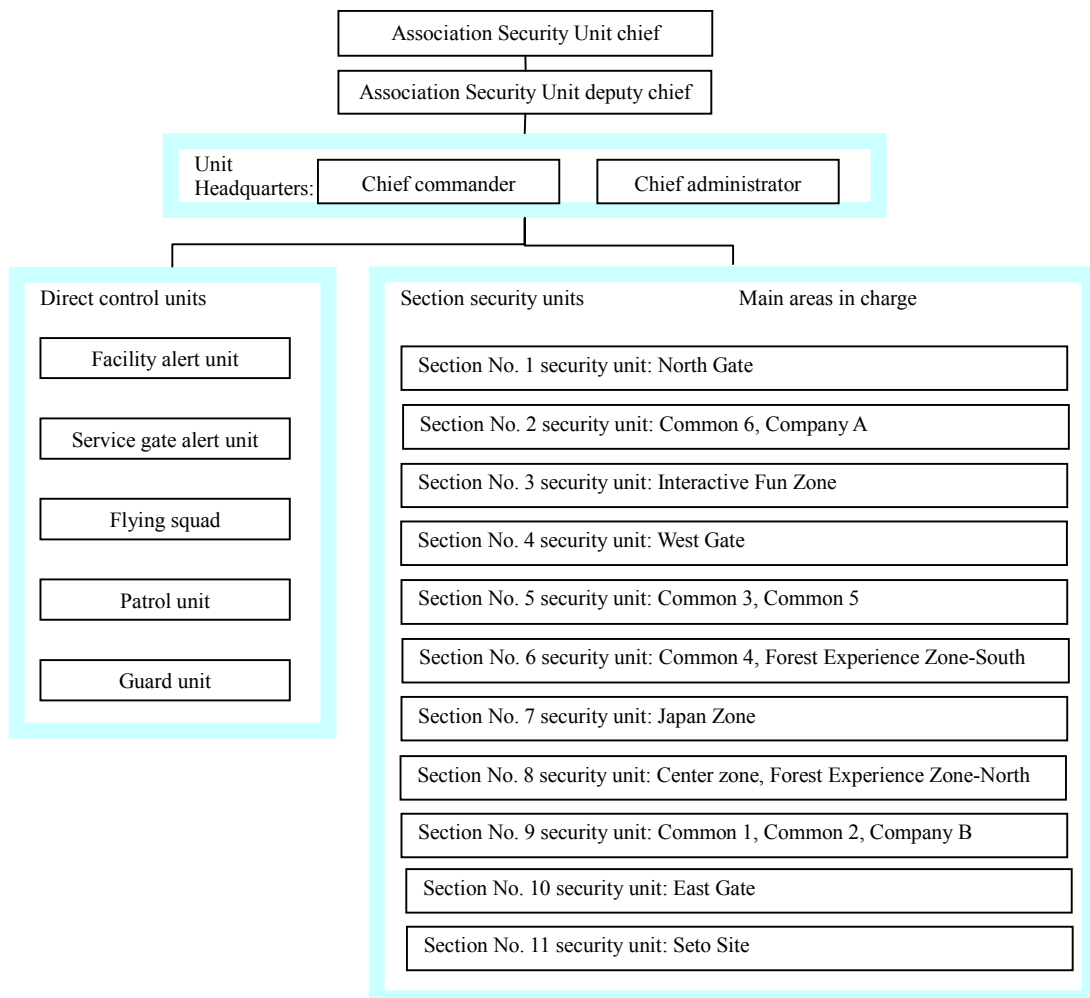 Association Security Unit chief
Association Security Unit deputy chief
Unit
Headquarters:
Chief commander
Chief administrator
Direct control units
Facility alert unit
Service gate alert unit
Flying squad
Patrol unit
Guard unit
Section security units
Main areas in charge
Section No. 1 security unit: North Gate
Section No. 2 security unit: Common 6, Company A
Section No. 3 security unit: Interactive Fun Zone
Section No. 4 security unit: West Gate
Section No. 5 security unit: Common 3, Common 5
Section No. 6 security unit: Common 4, Forest Experience Zone-South
Section No. 7 security unit: Japan Zone
Section No. 8 security unit: Center zone, Forest Experience Zone-North
Section No. 9 security unit: Common 1, Common 2, Company B
Section No. 10 security unit: East Gate
Section No. 11 security unit: Seto Site